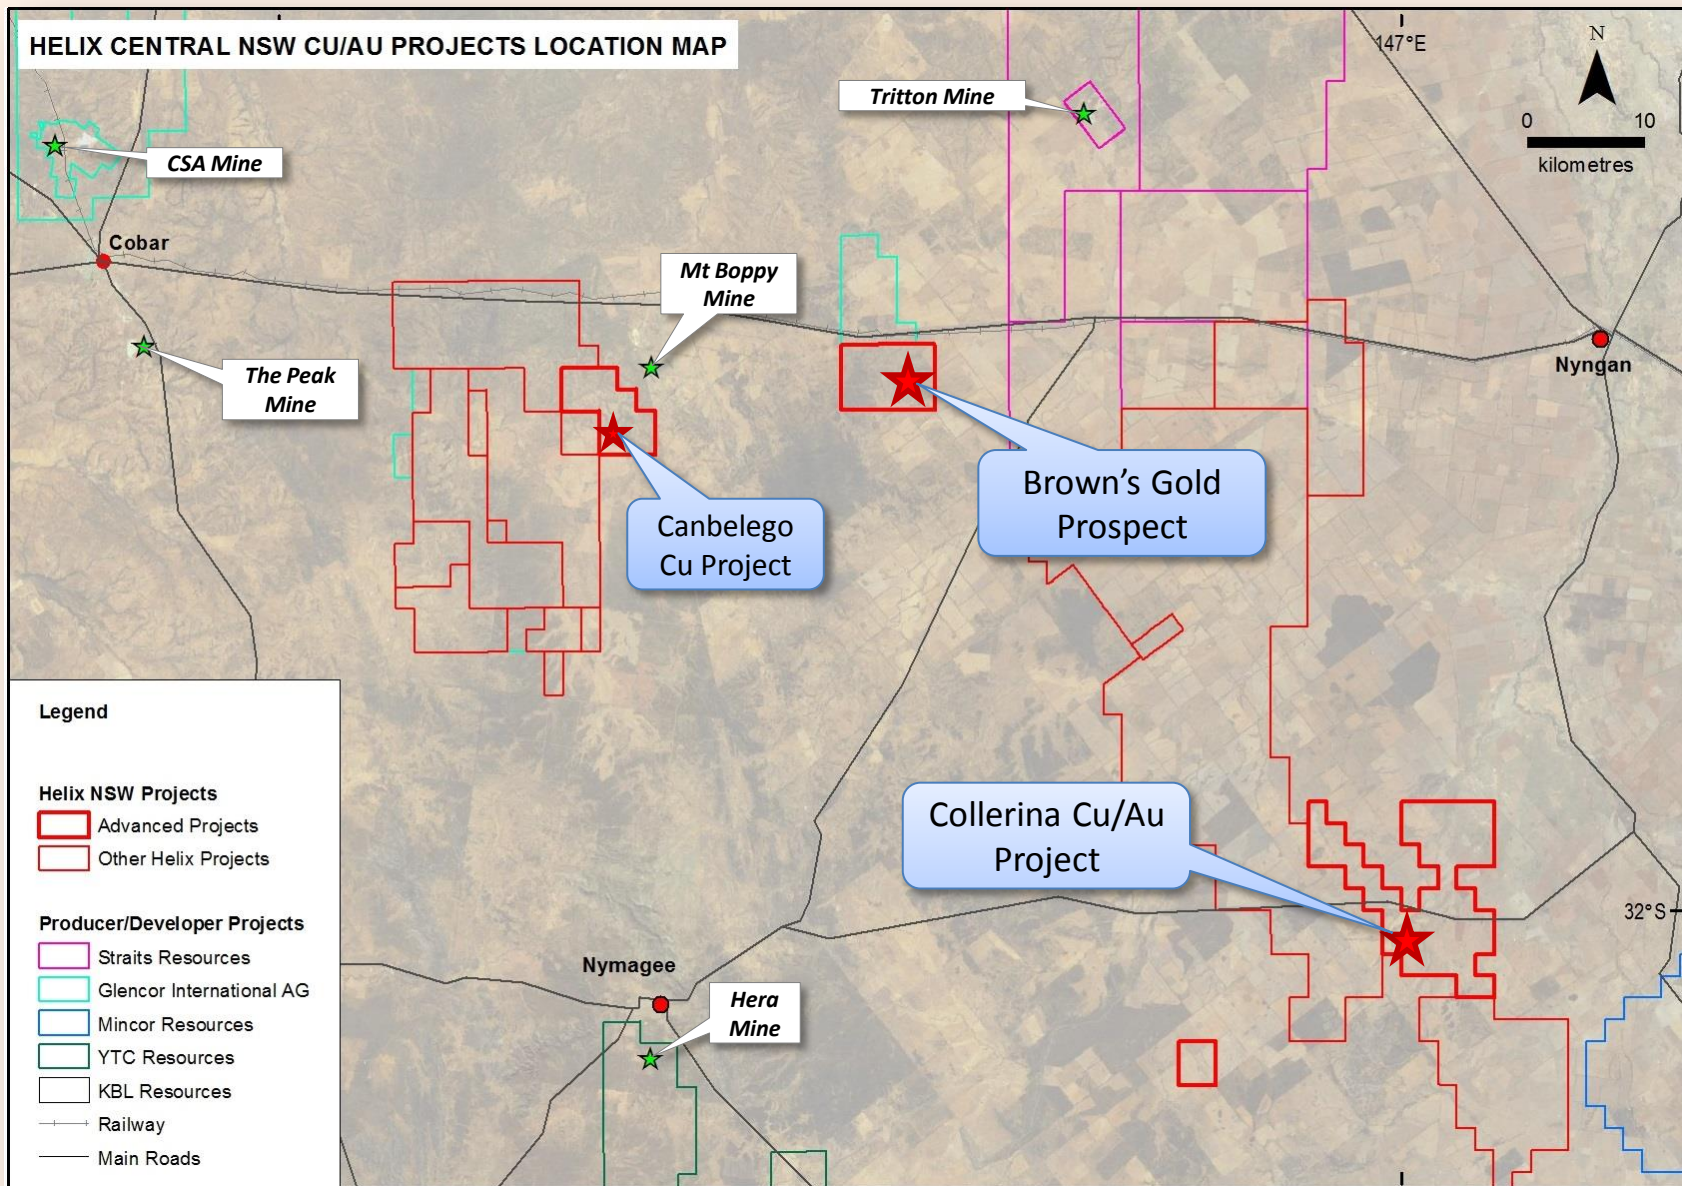 HELIX CENTRAL NSW CU/AU PROJECTS LOCATION MAP
147°E
N
0 10
kilometres
Tritton Mine
CSA Mine
Cobar
Mt Boppy
Mine
The Peak
Mine
Nyngan
Brown's Gold
Prospect
Canbelego
Cu Project
Collerina Cu/Au
Project
32°S
Nymagee
Hera
Mine
Legend
Helix NSW Projects
Advanced Projects
Other Helix Projects
Producer/Developer Projects
Straits Resources
Glencor International AG
Mincor Resources
YTC Resources
KBL Resources
Railway
Main Roads